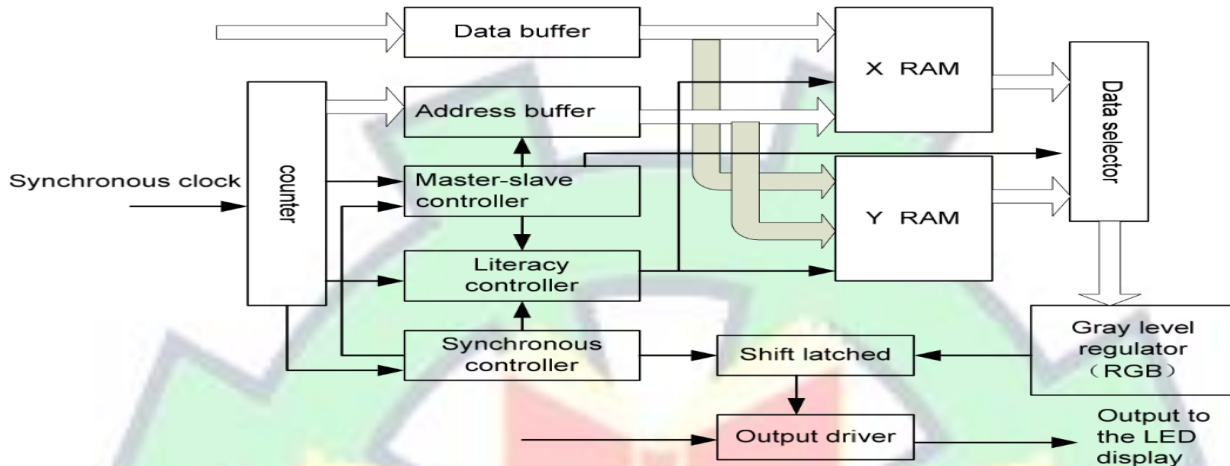 Data buffer
X RAM
Data selector
Address buffer
Synchronous clock
counter
Master-slave
controller
Y RAM
Literacy
controller
Synchronous
controller
Shift latched
Gray level
regulator
（RGB）
Output driver
Output to
the LED
display